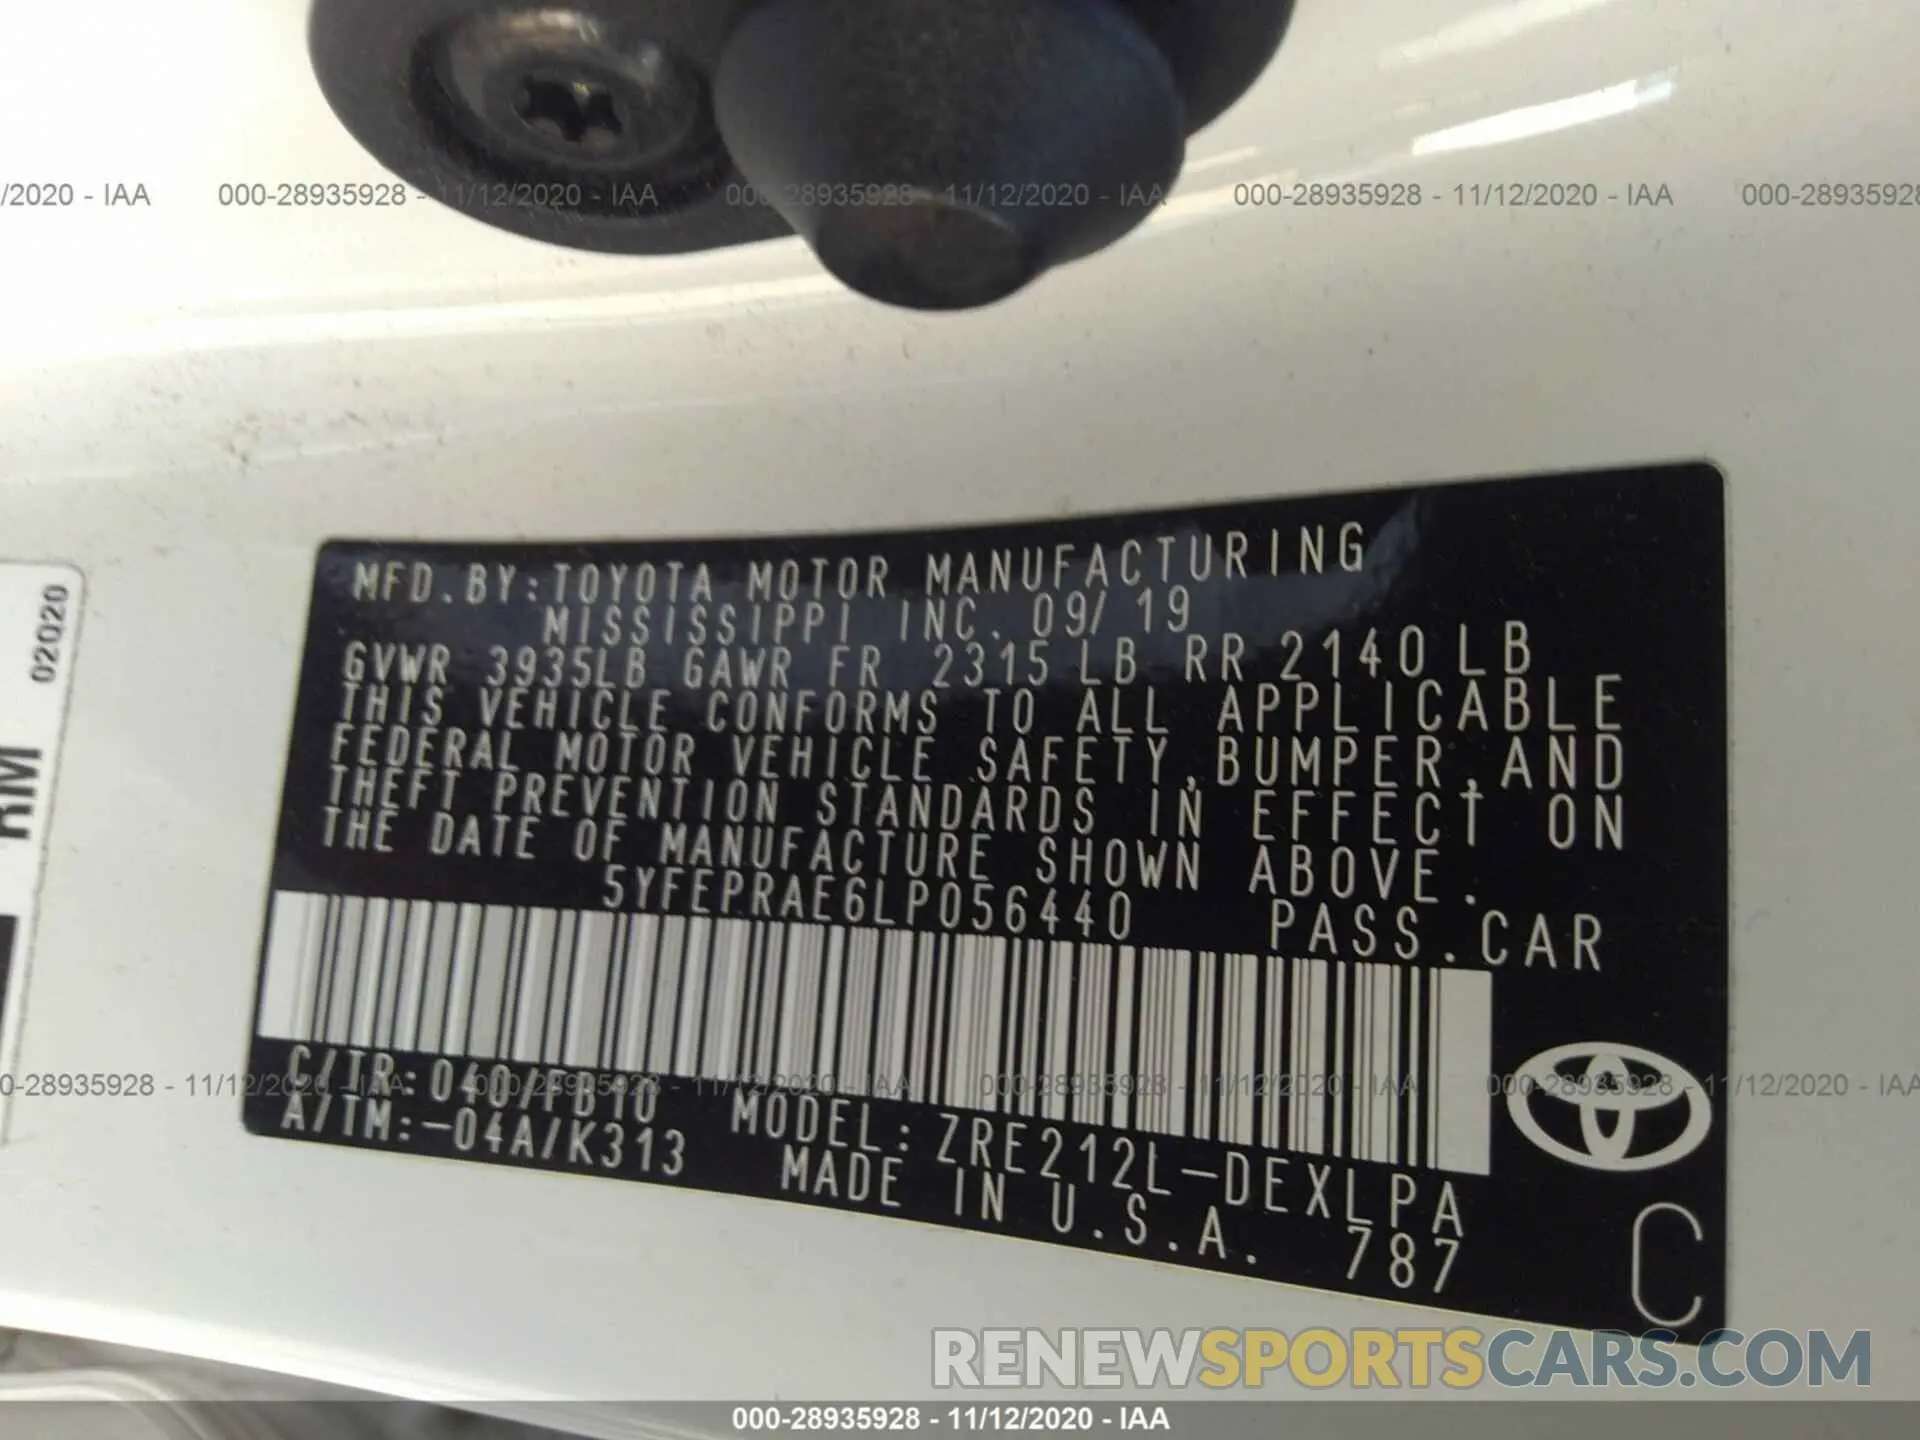 /2020 - IAA 000-28935928 - 11/12/2020 - IAA 000-28935928 - 11/12/2020 - IAA 000-28935928 - 11/12/2020 - IAA 000-28935928
02020
RM
MFD.BY:TOYOTA MOTOR MANUFACTURING
MISSISSIPPI INC. 09/19
GVWR 3935LB GAWR FR 2315LB RR 2140LB
THIS VEHICLE CONFORMS TO ALL APPLICABLE
FEDERAL MOTOR VEHICLE SAFETY,BUMPER,AND
THEFT PREVENTION STANDARDS IN EFFECT ON
THE DATE OF MANUFACTURE SHOWN ABOVE.
5YFEPRAE6LP056440 PASS.CAR
0-28935928 - 11/12/2020 - IAA 000-28935928 - 11/12/2020 - IAA 000-28935928 - 11/12/2020 - IAA 000-28935928 - 11/12/2020 - IAA
C/TR:040/FB10 MODEL:ZRE212L-DEXLPA
A/TM:-04A/K313 MADE IN U.S.A. 787
C
RENEWSPORTSCARS.COM
000-28935928 - 11/12/2020 - IAA